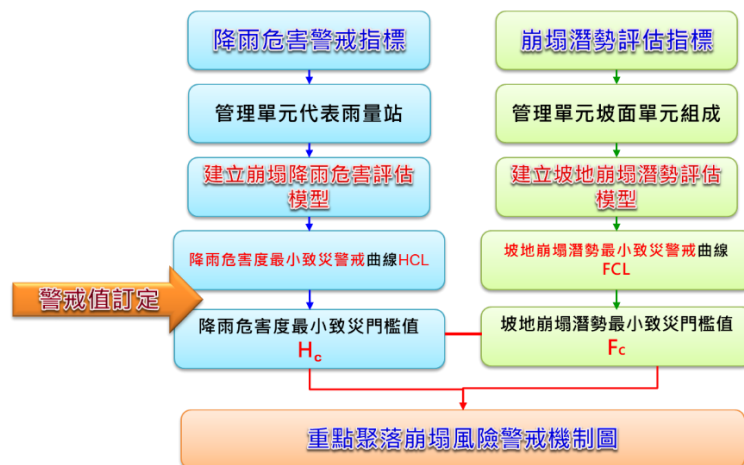 降雨危害警戒指標
管理單元代表雨量站
建立崩塌降雨危害評估
模型
降雨危害度最小致災警戒曲線HCL
警戒值訂定
降雨危害度最小致災門檻值
Hc
崩塌潛勢評估指標
管理單元坡面單元組成
建立坡地崩塌潛勢評估
模型
坡地崩塌潛勢最小致災警戒曲線
FCL
坡地崩塌潛勢最小致災門檻值
Fc
重點聚落崩塌風險警戒機制圖